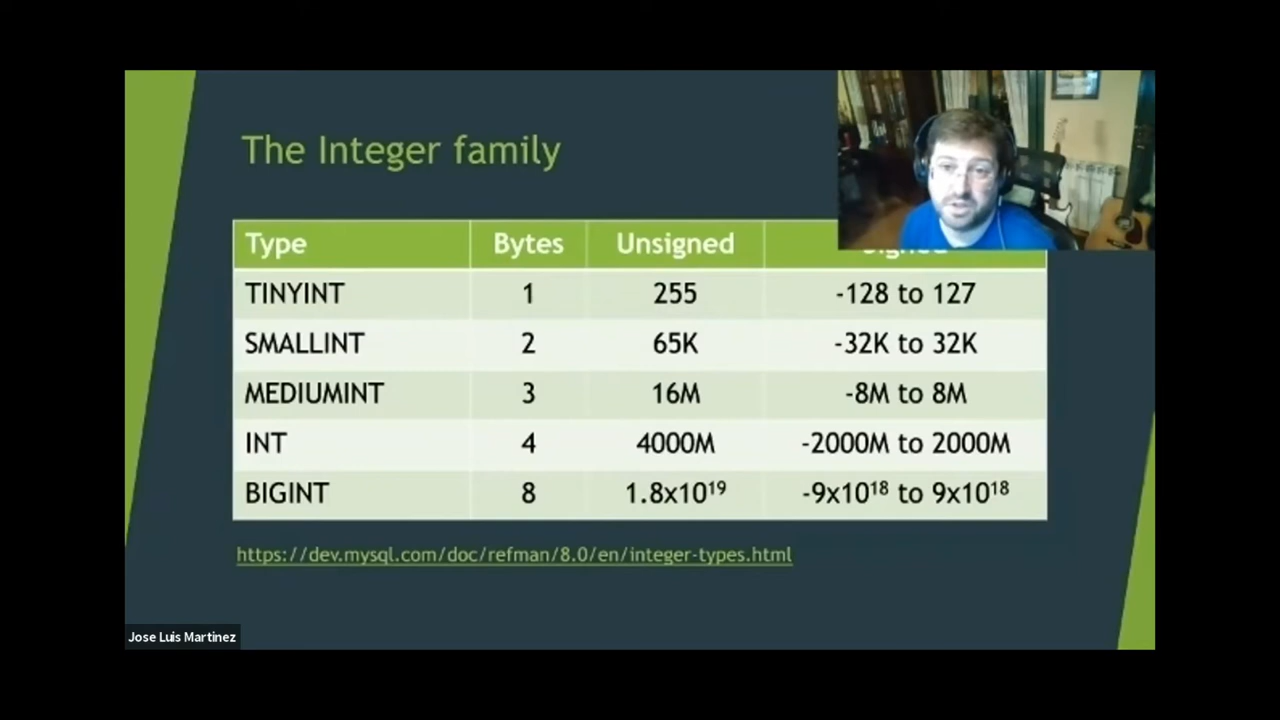 The Integer family
Type Bytes Unsigned
TINYINT 1 255 -128 to 127
SMALLINT 2 65K -32K to 32K
MEDIUMINT 3 16M -8M to 8M
INT 4 4000M -2000M to 2000M
BIGINT 8 1.8x10¹⁹ -9x10¹⁸ to 9x10¹⁸
https://dev.mysql.com/doc/refman/8.0/en/integer-types.html
Jose Luis Martinez